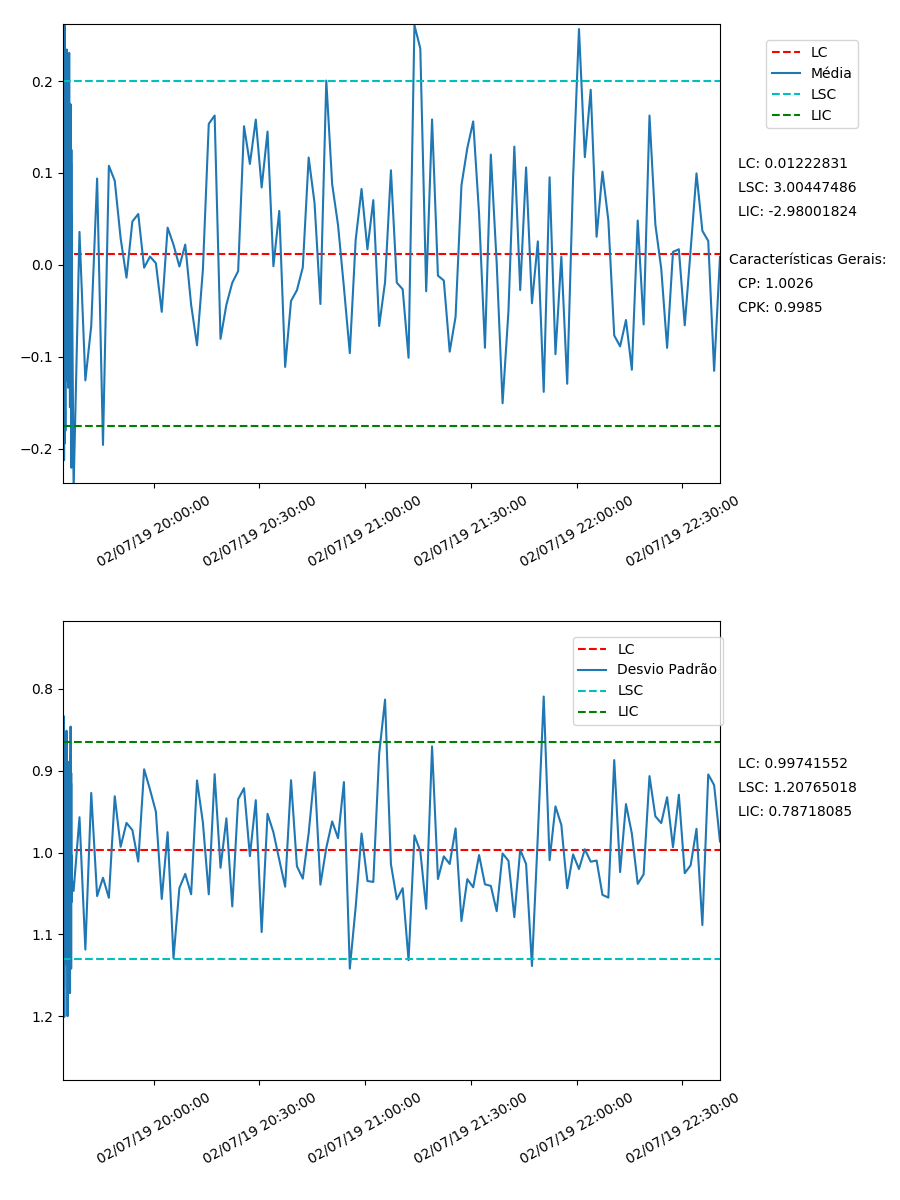 0.2
0.1
0.0
−0.1
−0.2
02/07/19 20:00:00
02/07/19 20:30:00
02/07/19 21:00:00
02/07/19 21:30:00
02/07/19 22:00:00
02/07/19 22:30:00
LC
Média
LSC
LIC
LC: 0.01222831
LSC: 3.00447486
LIC: -2.98001824
Características Gerais:
CP: 1.0026
CPK: 0.9985
0.8
0.9
1.0
1.1
1.2
02/07/19 20:00:00
02/07/19 20:30:00
02/07/19 21:00:00
02/07/19 21:30:00
02/07/19 22:00:00
02/07/19 22:30:00
LC
Desvio Padrão
LSC
LIC
LC: 0.99741552
LSC: 1.20765018
LIC: 0.78718085